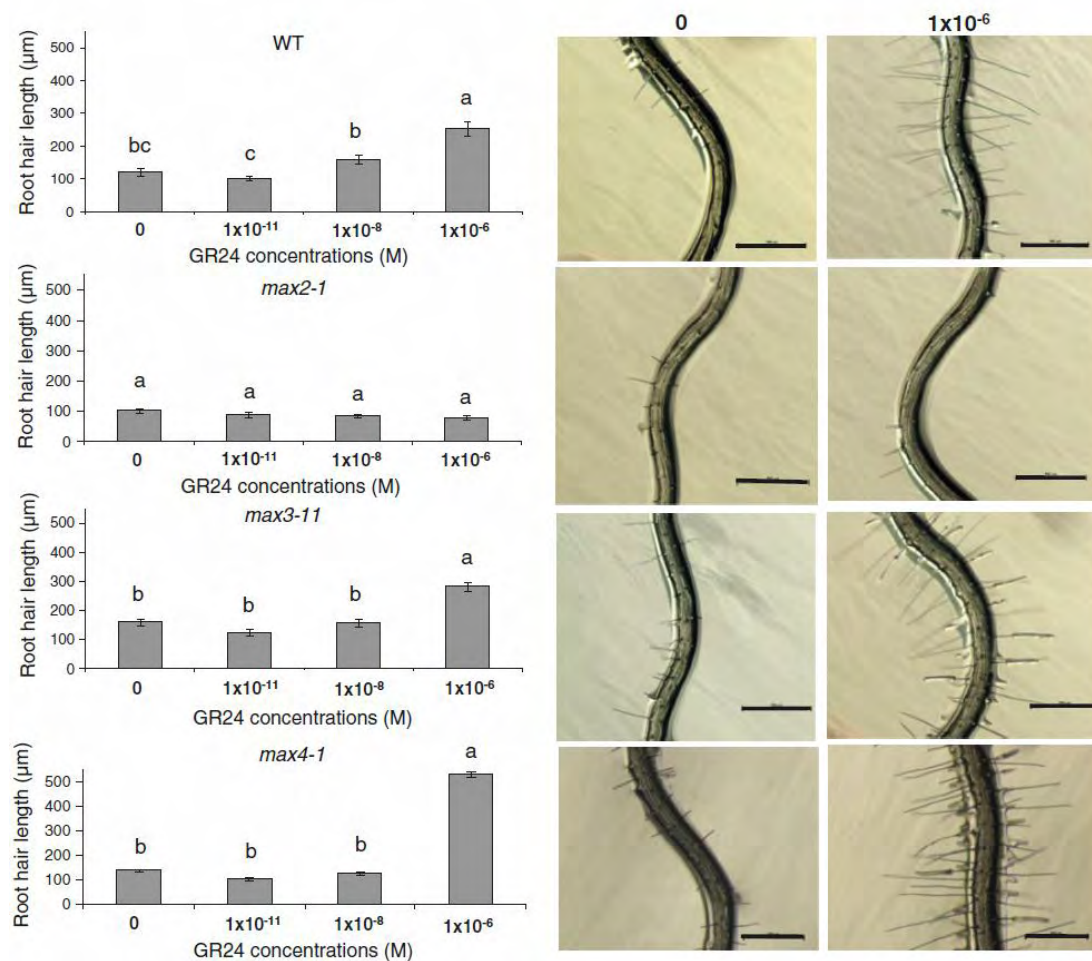 0 1x10⁻⁶
WT
Root hair length (µm)
500
400
300
200
100
0
bc c b a
0 1x10⁻¹¹ 1x10⁻⁸ 1x10⁻⁶
GR24 concentrations (M)
max2-1
Root hair length (µm)
500
400
300
200
100
0
a a a a
0 1x10⁻¹¹ 1x10⁻⁸ 1x10⁻⁶
GR24 concentrations (M)
max3-11
Root hair length (µm)
500
400
300
200
100
0
b b b a
0 1x10⁻¹¹ 1x10⁻⁸ 1x10⁻⁶
GR24 concentrations (M)
max4-1
Root hair length (µm)
500
400
300
200
100
0
b b b a
0 1x10⁻¹¹ 1x10⁻⁸ 1x10⁻⁶
GR24 concentrations (M)